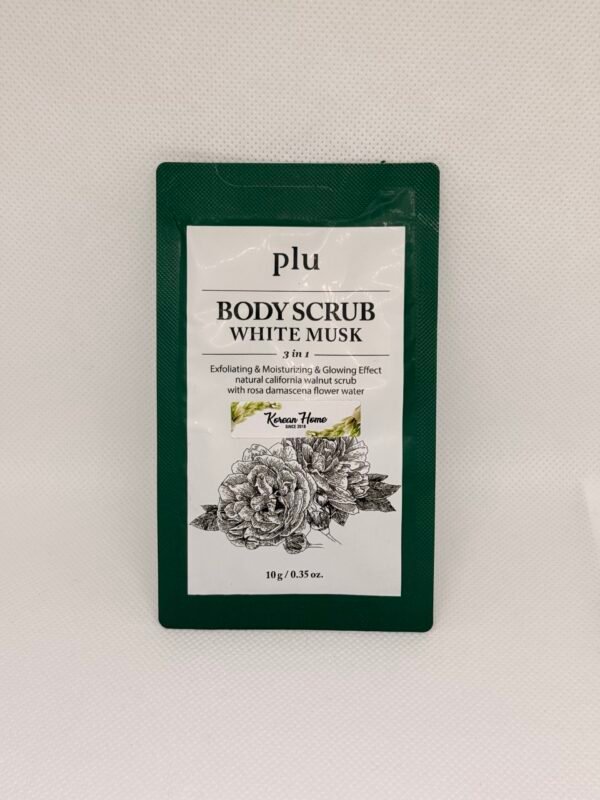 plu
BODY SCRUB
WHITE MUSK
3 in 1
Exfoliating & Moisturizing & Glowing Effect
natural california walnut scrub
with rosa damascena flower water
Korean Home
SINCE 2018
10 g / 0.35 oz.